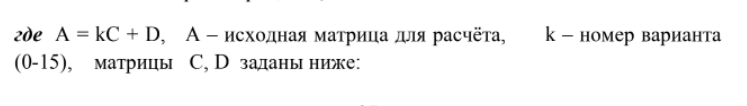 где A = kC + D, A – исходная матрица для расчёта, k – номер варианта
(0-15), матрицы C, D заданы ниже: